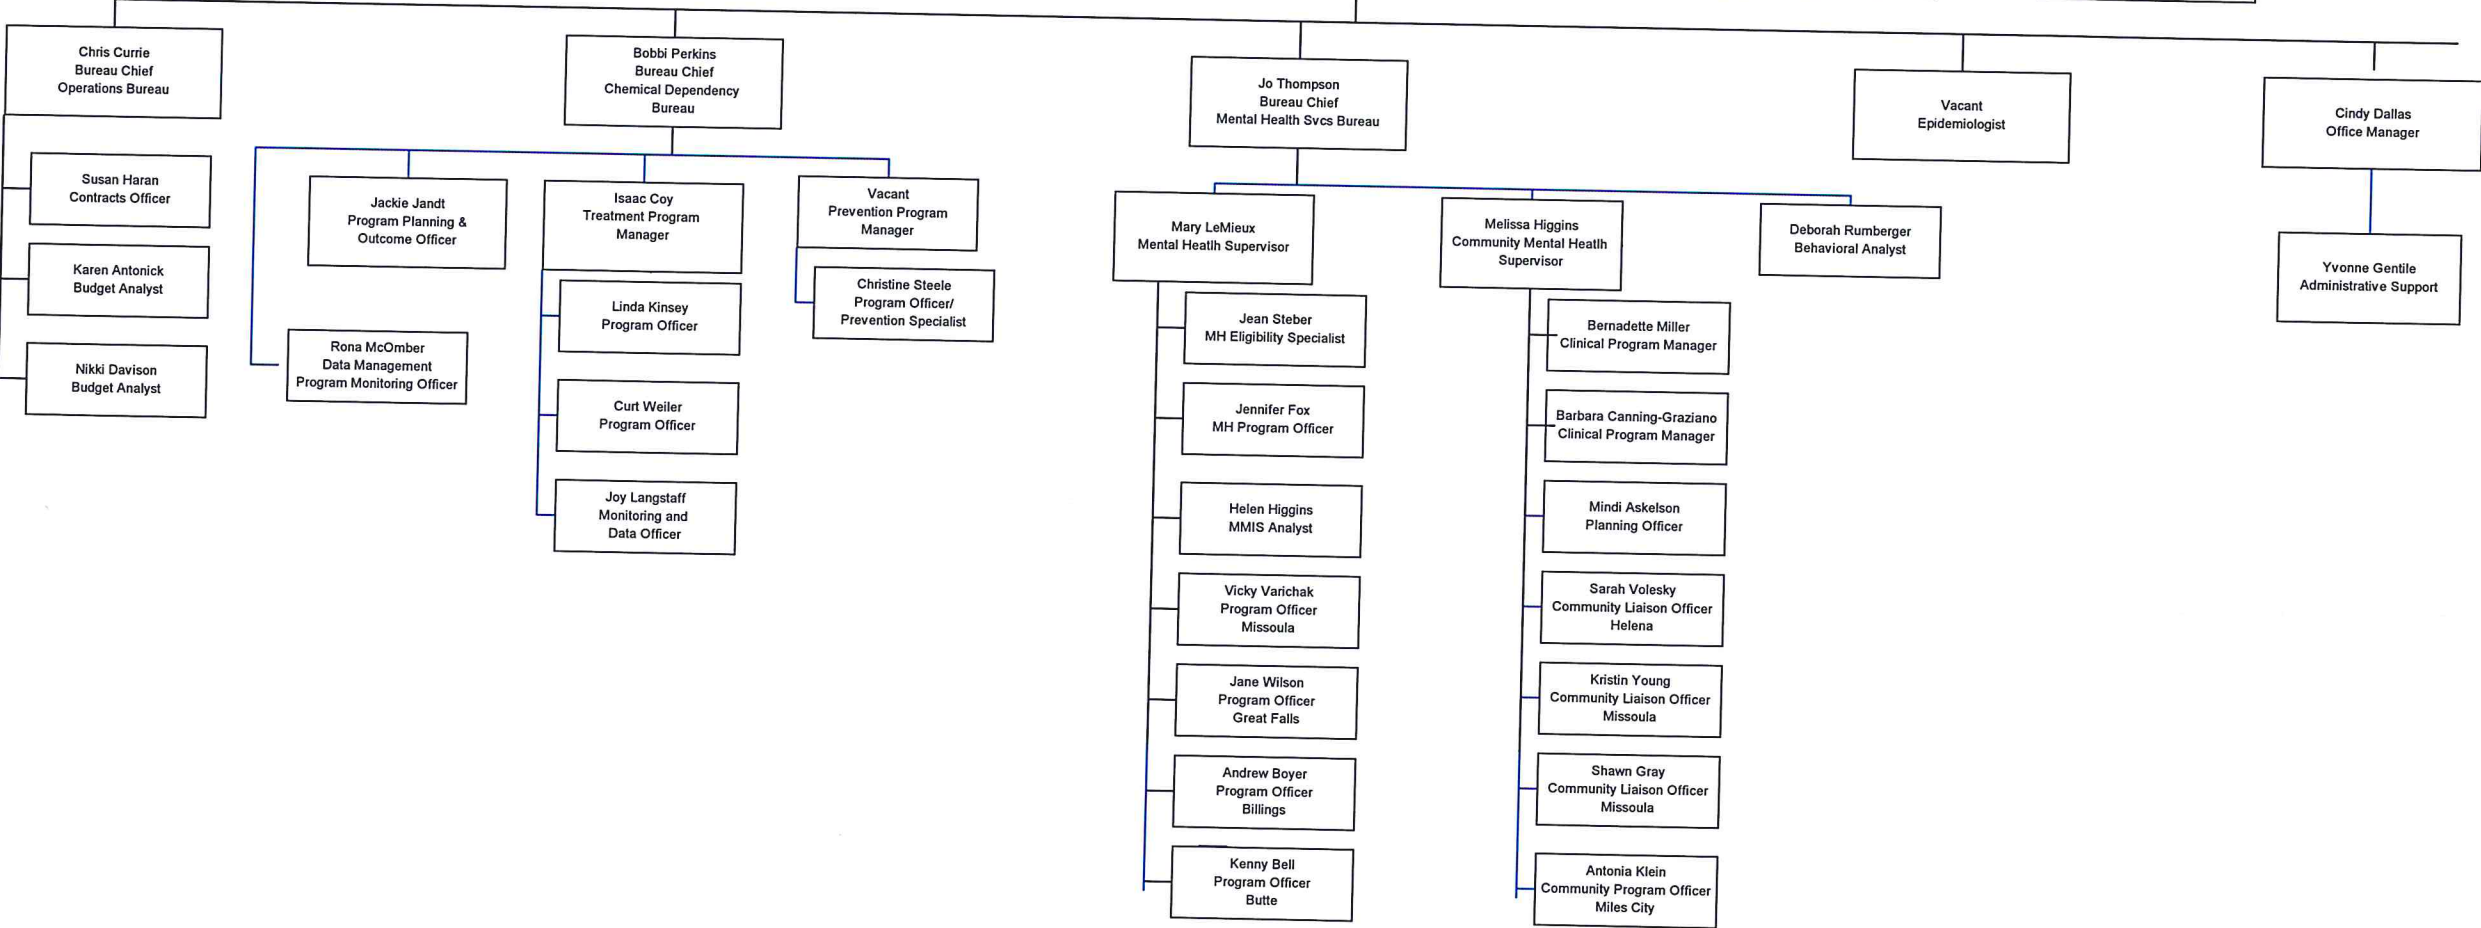 Chris Currie
Bureau Chief
Operations Bureau
Susan Haran
Contracts Officer
Karen Antonick
Budget Analyst
Nikki Davison
Budget Analyst
Bobbi Perkins
Bureau Chief
Chemical Dependency
Bureau
Jackie Jandt
Program Planning &
Outcome Officer
Rona McOmber
Data Management
Program Monitoring Officer
Isaac Coy
Treatment Program
Manager
Linda Kinsey
Program Officer
Curt Weiler
Program Officer
Joy Langstaff
Monitoring and
Data Officer
Vacant
Prevention Program
Manager
Christine Steele
Program Officer/
Prevention Specialist
Jo Thompson
Bureau Chief
Mental Health Svcs Bureau
Mary LeMieux
Mental Heatlh Supervisor
Jean Steber
MH Eligibility Specialist
Jennifer Fox
MH Program Officer
Helen Higgins
MMIS Analyst
Vicky Varichak
Program Officer
Missoula
Jane Wilson
Program Officer
Great Falls
Andrew Boyer
Program Officer
Billings
Kenny Bell
Program Officer
Butte
Melissa Higgins
Community Mental Heatlh
Supervisor
Bernadette Miller
Clinical Program Manager
Barbara Canning-Graziano
Clinical Program Manager
Mindi Askelson
Planning Officer
Sarah Volesky
Community Liaison Officer
Helena
Kristin Young
Community Liaison Officer
Missoula
Shawn Gray
Community Liaison Officer
Missoula
Antonia Klein
Community Program Officer
Miles City
Deborah Rumberger
Behavioral Analyst
Vacant
Epidemiologist
Cindy Dallas
Office Manager
Yvonne Gentile
Administrative Support